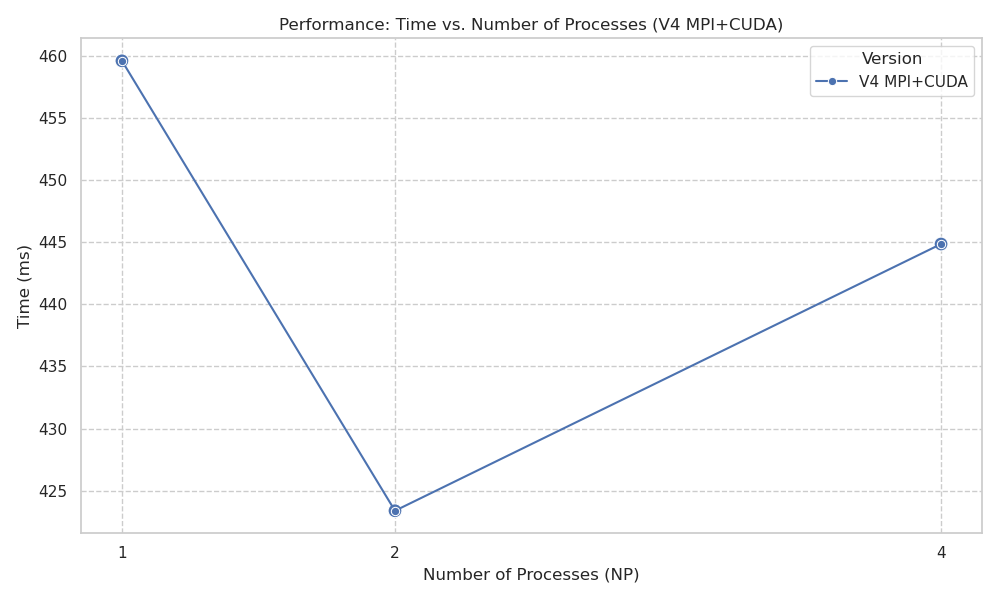 Performance: Time vs. Number of Processes (V4 MPI+CUDA)
Version
V4 MPI+CUDA
460
455
450
445
440
435
430
425
Time (ms)
1
2
4
Number of Processes (NP)